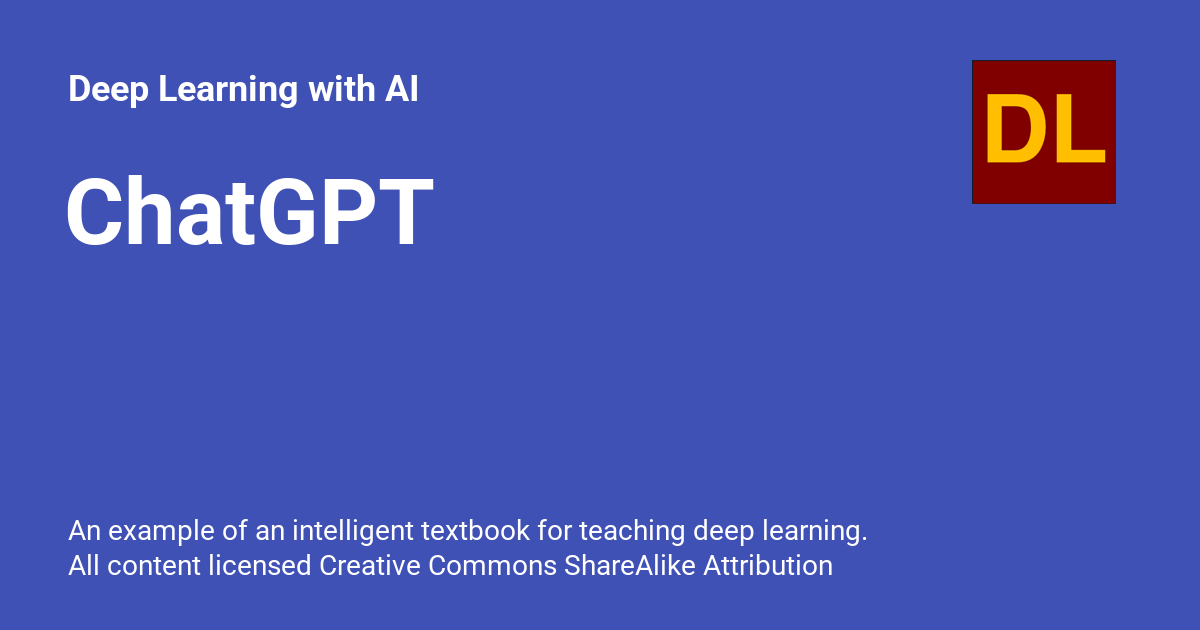 Deep Learning with AI
DL
ChatGPT
An example of an intelligent textbook for teaching deep learning.
All content licensed Creative Commons ShareAlike Attribution